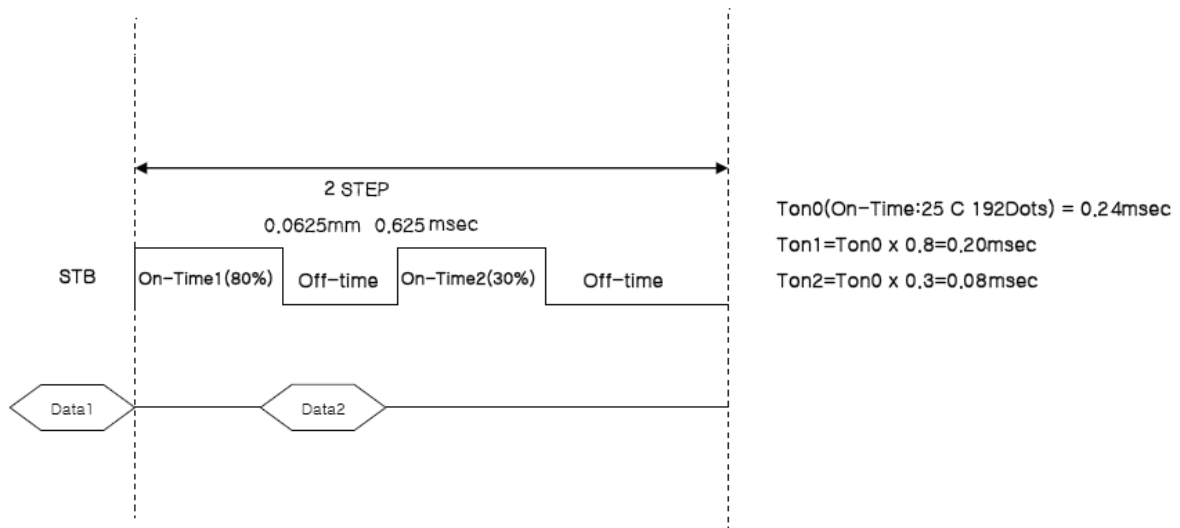 2 STEP
0.0625mm 0.625 msec
STB
On-Time1(80%)
Off-time
On-Time2(30%)
Off-time
Data1
Data2
Ton0(On-Time:25 C 192Dots) = 0.24msec
Ton1=Ton0 x 0.8=0.20msec
Ton2=Ton0 x 0.3=0.08msec